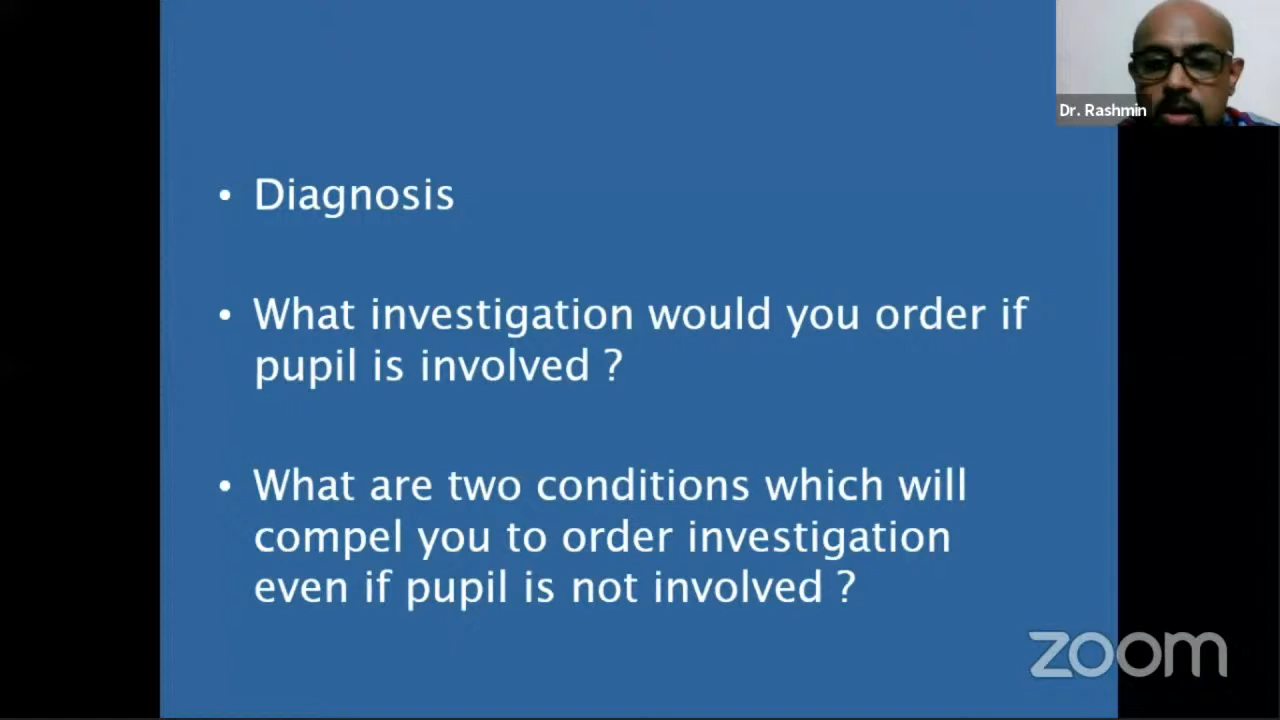 Dr. Rashmin
• Diagnosis
• What investigation would you order if
pupil is involved ?
• What are two conditions which will
compel you to order investigation
even if pupil is not involved ?
zoom